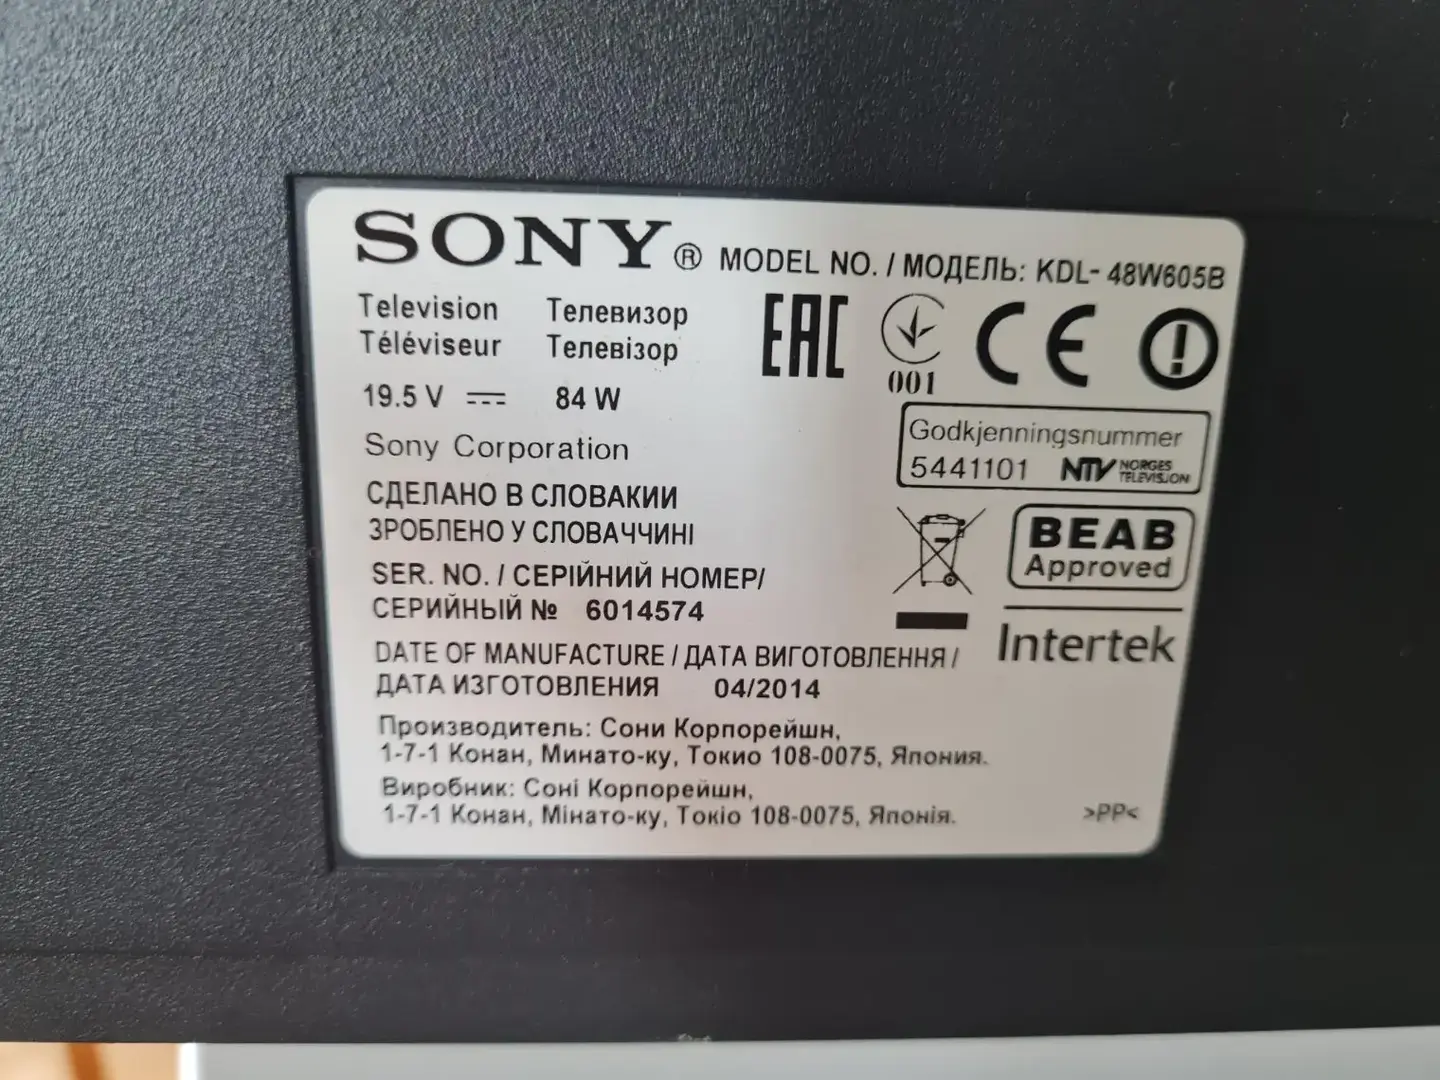 SONY® MODEL NO. / МОДЕЛЬ: KDL- 48W605B
Television Телевизор
Téléviseur Телевізор
EAC
001
CE
19.5 V 84 W
Godkjenningsnummer
5441101 NTV NORGES TELEVISJON
Sony Corporation
СДЕЛАНО В СЛОВАКИИ
ЗРОБЛЕНО У СЛОВАЧЧИНІ
BEAB
Approved
SER. NO. / СЕРІЙНИЙ НОМЕР/
СЕРИЙНЫЙ № 6014574
Intertek
DATE OF MANUFACTURE / ДАТА ВИГОТОВЛЕННЯ /
ДАТА ИЗГОТОВЛЕНИЯ 04/2014
Производитель: Сони Корпорейшн,
1-7-1 Конан, Минато-ку, Токио 108-0075, Япония.
Виробник: Соні Корпорейшн,
1-7-1 Конан, Мінато-ку, Токіо 108-0075, Японія.
>PP<